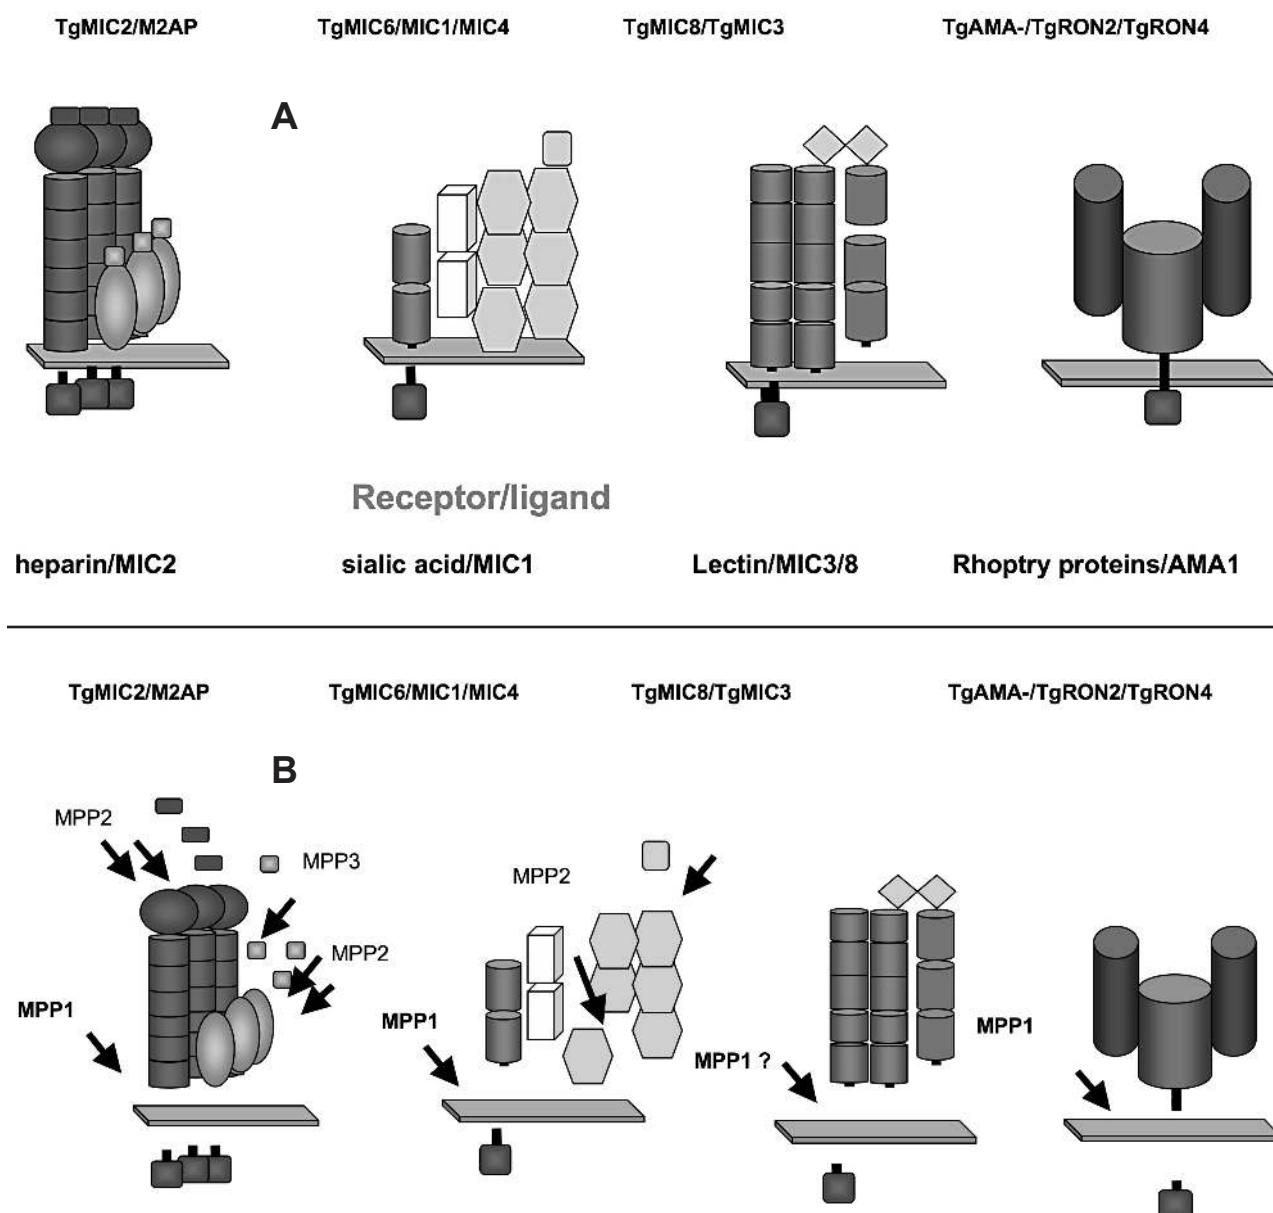 TgMIC2/M2AP TgMIC6/MIC1/MIC4 TgMIC8/TgMIC3 TgAMA-/TgRON2/TgRON4
A
Receptor/ligand
heparin/MIC2 sialic acid/MIC1 Lectin/MIC3/8 Rhoptry proteins/AMA1
TgMIC2/M2AP TgMIC6/MIC1/MIC4 TgMIC8/TgMIC3 TgAMA-/TgRON2/TgRON4
B
MPP2
MPP3
MPP2
MPP2
MPP1
MPP1
MPP1
MPP1 ?